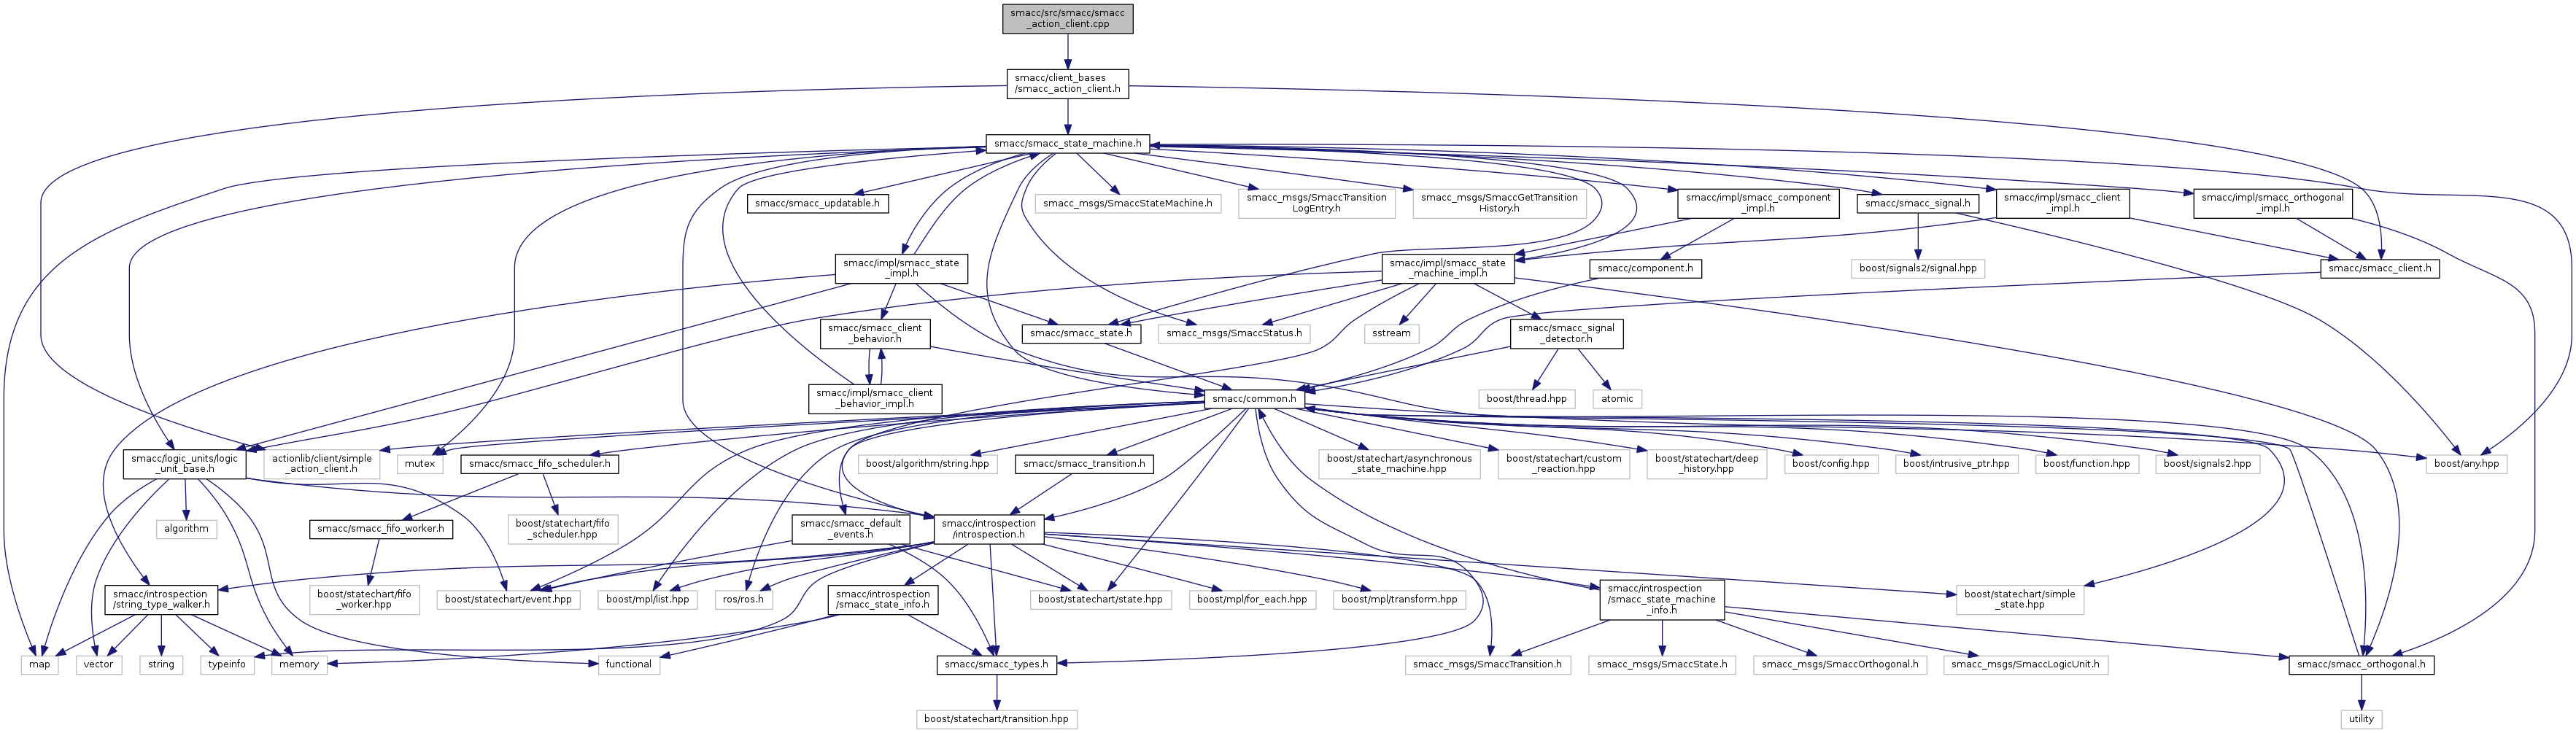 smacc/src/smacc/smacc
_action_client.cpp
smacc/client_bases
/smacc_action_client.h
smacc/smacc_state_machine.h
smacc/smacc_updatable.h
smacc_msgs/SmaccStateMachine.h
smacc_msgs/SmaccTransition
LogEntry.h
smacc_msgs/SmaccGetTransition
History.h
smacc/impl/smacc_component
_impl.h
smacc/smacc_signal.h
smacc/impl/smacc_client
_impl.h
smacc/impl/smacc_orthogonal
_impl.h
smacc/impl/smacc_state
_impl.h
smacc/impl/smacc_state
_machine_impl.h
smacc/component.h
boost/signals2/signal.hpp
smacc/smacc_client.h
smacc/smacc_client
_behavior.h
smacc/smacc_state.h
smacc_msgs/SmaccStatus.h
sstream
smacc/smacc_signal
_detector.h
smacc/impl/smacc_client
_behavior_impl.h
smacc/common.h
boost/thread.hpp
atomic
smacc/logic_units/logic
_unit_base.h
actionlib/client/simple
_action_client.h
mutex
smacc/smacc_fifo_scheduler.h
boost/algorithm/string.hpp
smacc/smacc_transition.h
boost/statechart/asynchronous
_state_machine.hpp
boost/statechart/custom
_reaction.hpp
boost/statechart/deep
_history.hpp
boost/config.hpp
boost/intrusive_ptr.hpp
boost/function.hpp
boost/signals2.hpp
boost/any.hpp
algorithm
smacc/smacc_fifo_worker.h
boost/statechart/fifo
_scheduler.hpp
smacc/smacc_default
_events.h
smacc/introspection
/introspection.h
smacc/introspection
/string_type_walker.h
boost/statechart/fifo
_worker.hpp
boost/statechart/event.hpp
boost/mpl/list.hpp
ros/ros.h
smacc/introspection
/smacc_state_info.h
boost/statechart/state.hpp
boost/mpl/for_each.hpp
boost/mpl/transform.hpp
smacc/introspection
/smacc_state_machine
_info.h
boost/statechart/simple
_state.hpp
map
vector
string
typeinfo
memory
functional
smacc/smacc_types.h
smacc_msgs/SmaccTransition.h
smacc_msgs/SmaccState.h
smacc_msgs/SmaccOrthogonal.h
smacc_msgs/SmaccLogicUnit.h
smacc/smacc_orthogonal.h
boost/statechart/transition.hpp
utility